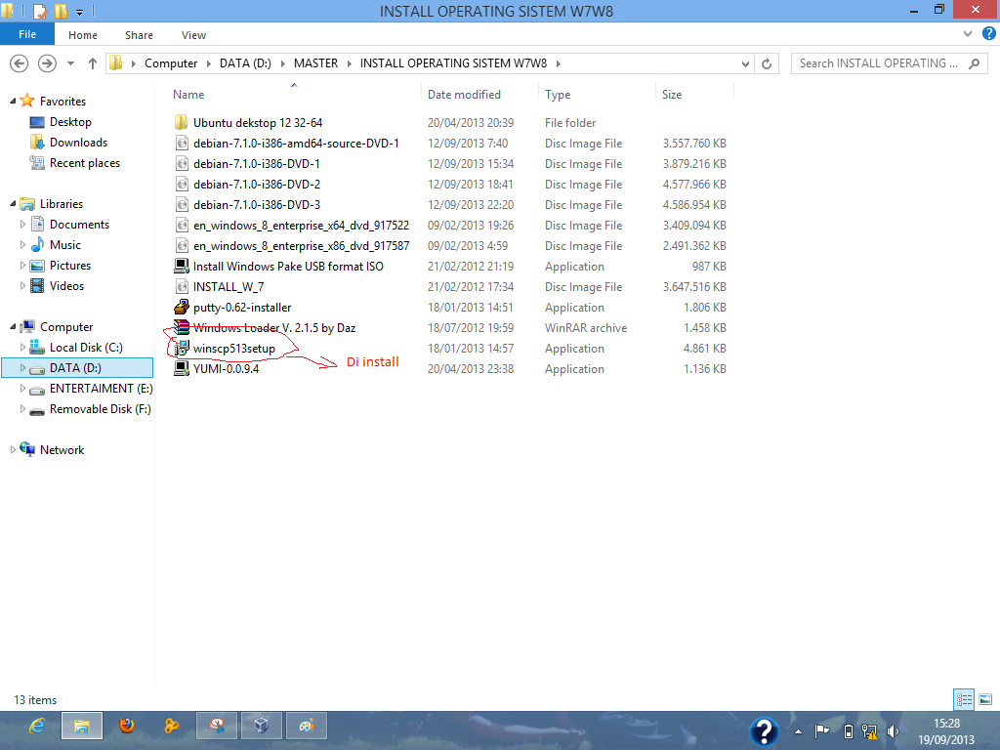 INSTALL OPERATING SISTEM W7W8
File Home Share View
Computer DATA (D:) MASTER INSTALL OPERATING SISTEM W7W8
Search INSTALL OPERATING ...
Favorites
Desktop
Downloads
Recent places
Libraries
Documents
Music
Pictures
Videos
Computer
Local Disk (C:)
DATA (D:)
ENTERTAIMENT (E:)
Removable Disk (F:)
Network
Name Date modified Type Size
Ubuntu dekstop 12 32-64 20/04/2013 20:39 File folder
debian-7.1.0-i386-amd64-source-DVD-1 12/09/2013 7:40 Disc Image File 3.557.760 KB
debian-7.1.0-i386-DVD-1 12/09/2013 15:34 Disc Image File 3.879.216 KB
debian-7.1.0-i386-DVD-2 12/09/2013 18:41 Disc Image File 4.577.966 KB
debian-7.1.0-i386-DVD-3 12/09/2013 22:20 Disc Image File 4.586.954 KB
en_windows_8_enterprise_x64_dvd_917522 09/02/2013 19:26 Disc Image File 3.409.094 KB
en_windows_8_enterprise_x86_dvd_917587 09/02/2013 4:59 Disc Image File 2.491.362 KB
Install Windows Pake USB format ISO 21/02/2012 21:19 Application 987 KB
INSTALL_W_7 21/02/2012 17:34 Disc Image File 3.647.516 KB
putty-0.62-installer 18/01/2013 14:51 Application 1.806 KB
Windows Loader V. 2.1.5 by Daz 18/07/2012 19:59 WinRAR archive 1.458 KB
winscp513setup 18/01/2013 14:57 Application 4.861 KB
Di install
YUMI-0.0.9.4 20/04/2013 23:38 Application 1.136 KB
13 items
15:28
19/09/2013